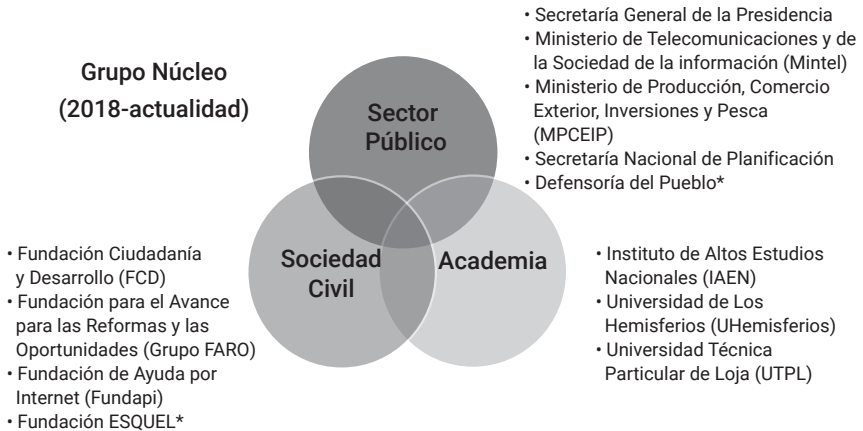 Grupo Núcleo
(2018-actualidad)
Sector
Público
• Secretaría General de la Presidencia
• Ministerio de Telecomunicaciones y de
la Sociedad de la información (Mintel)
• Ministerio de Producción, Comercio
Exterior, Inversiones y Pesca
(MPCEIP)
• Secretaría Nacional de Planificación
• Defensoría del Pueblo*
• Fundación Ciudadanía
y Desarrollo (FCD)
• Fundación para el Avance
para las Reformas y las
Oportunidades (Grupo FARO)
• Fundación de Ayuda por
Internet (Fundapi)
• Fundación ESQUEL*
Sociedad
Civil
Academia
• Instituto de Altos Estudios
Nacionales (IAEN)
• Universidad de Los
Hemisferios (UHemisferios)
• Universidad Técnica
Particular de Loja (UTPL)